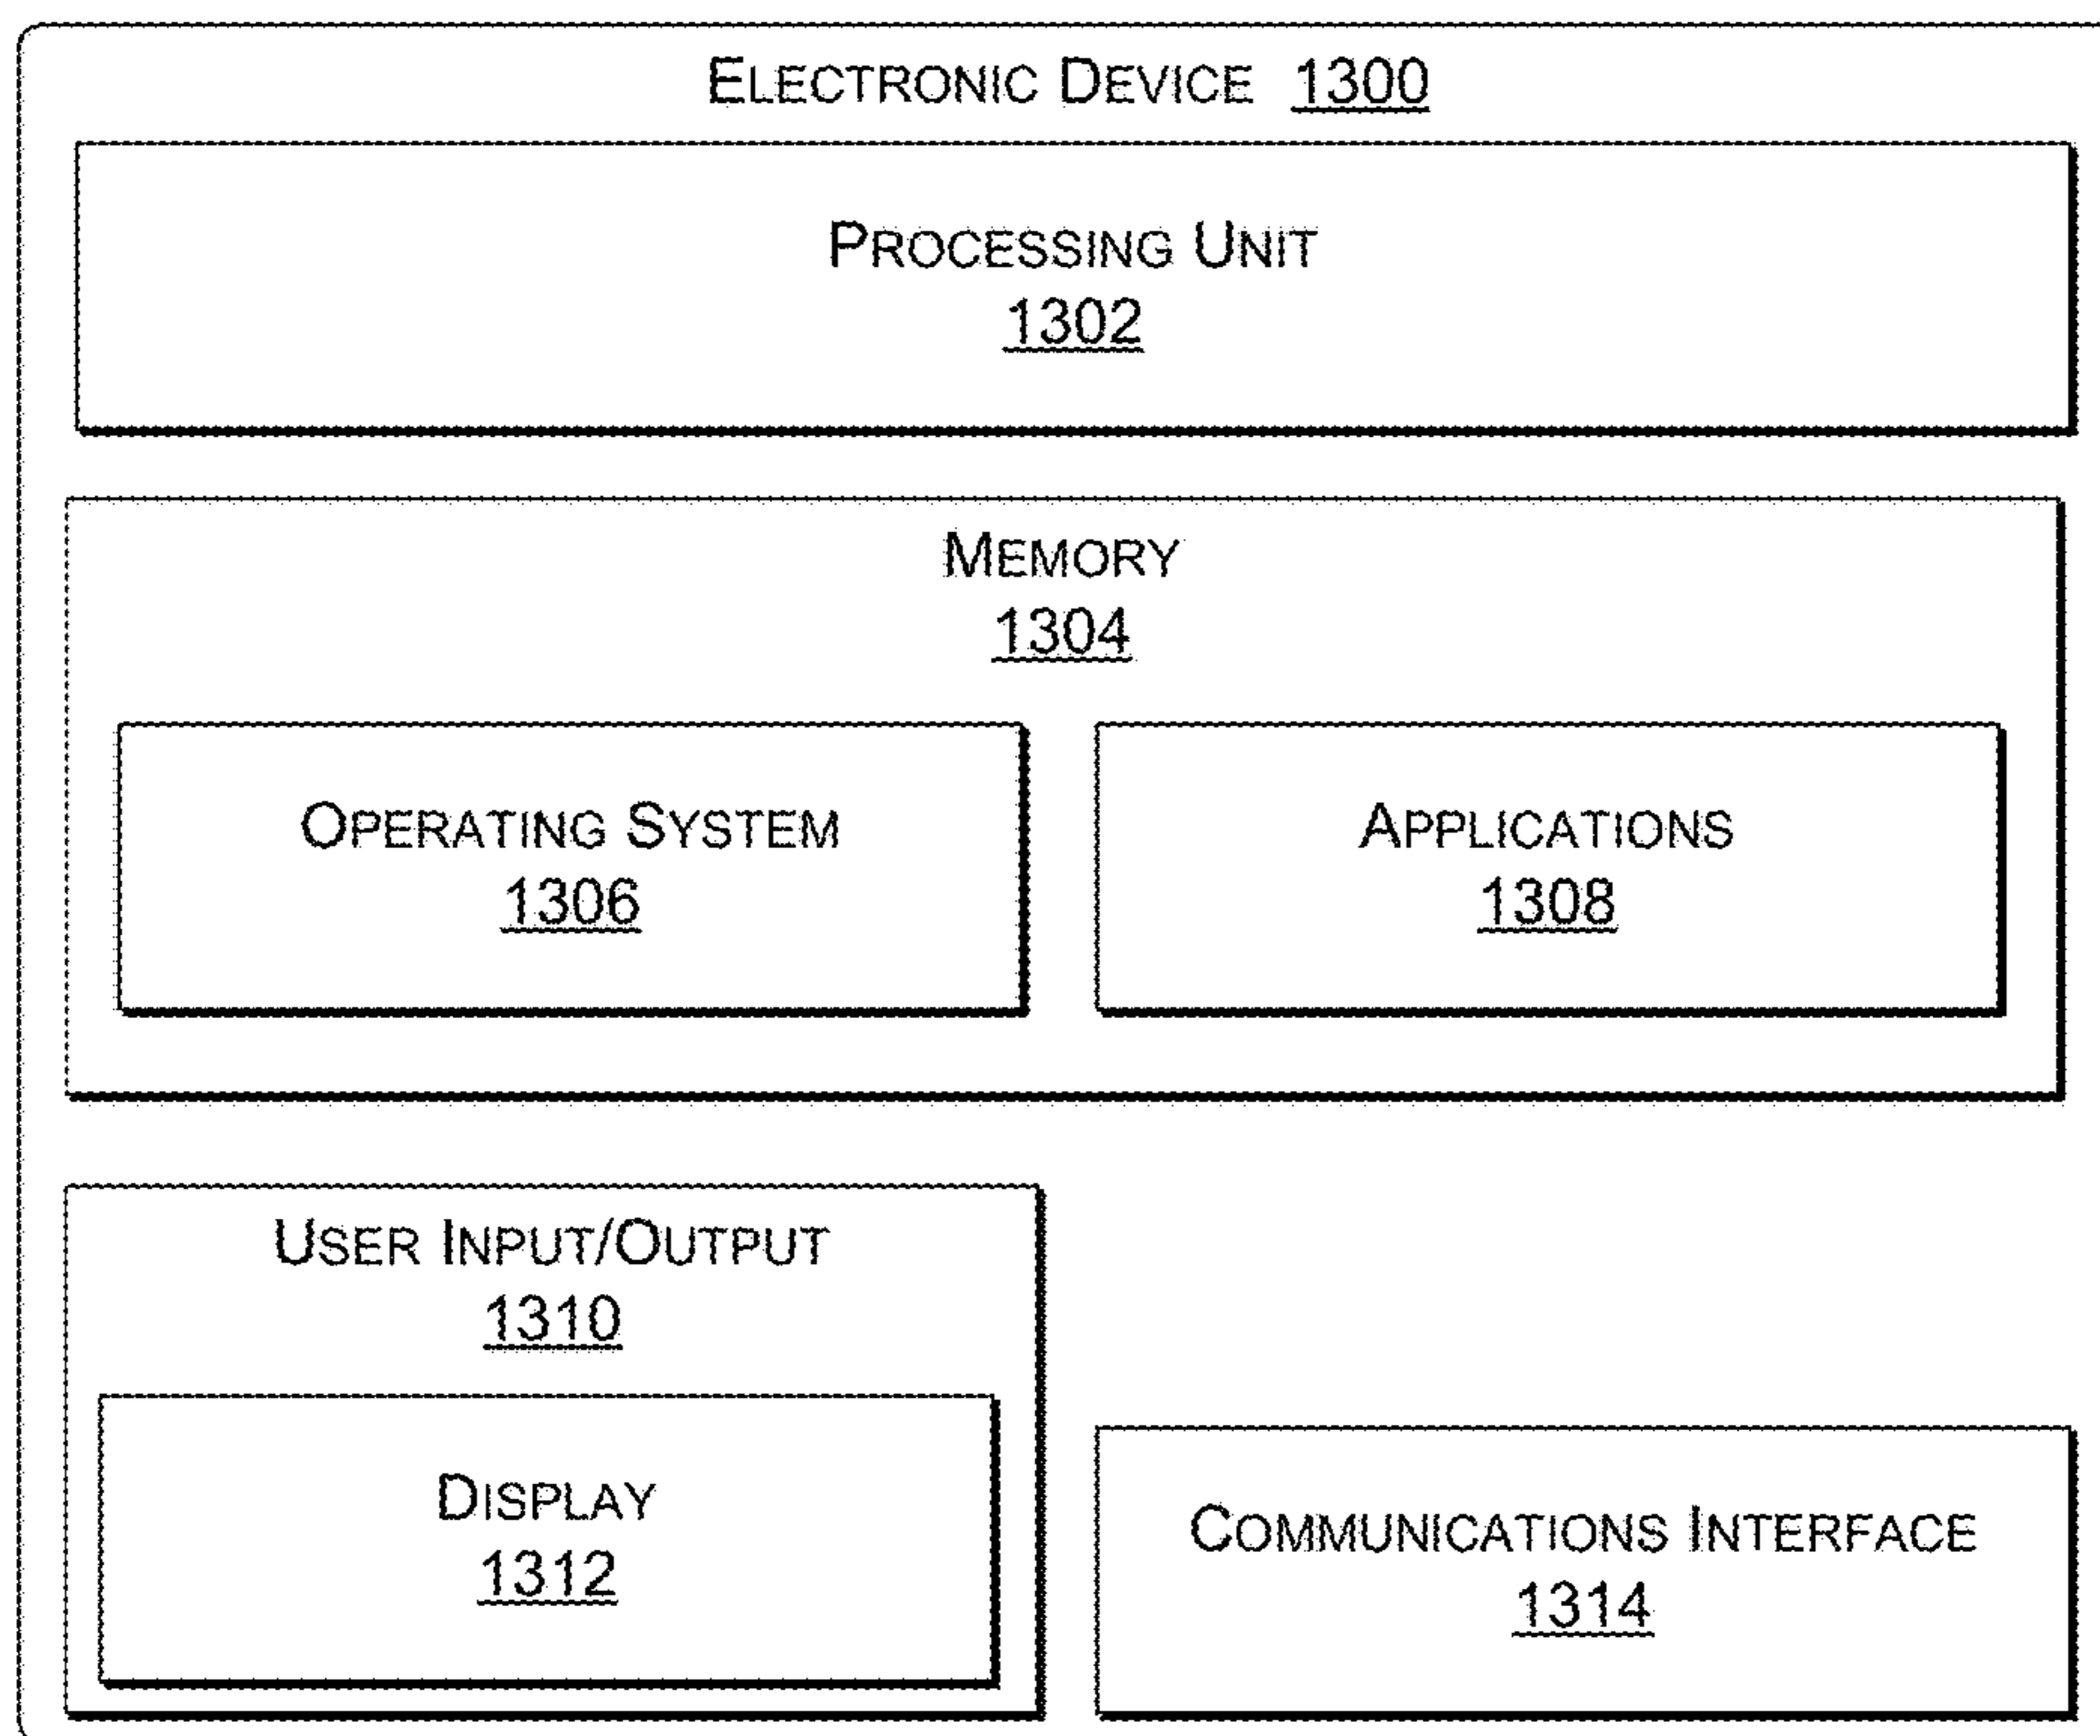 ELECTRONIC DEVICE 1300
PROCESSING UNIT
1302
MEMORY
1304
OPERATING SYSTEM
1306
APPLICATIONS
1308
USER INPUT/OUTPUT
1310
DISPLAY
1312
COMMUNICATIONS INTERFACE
1314